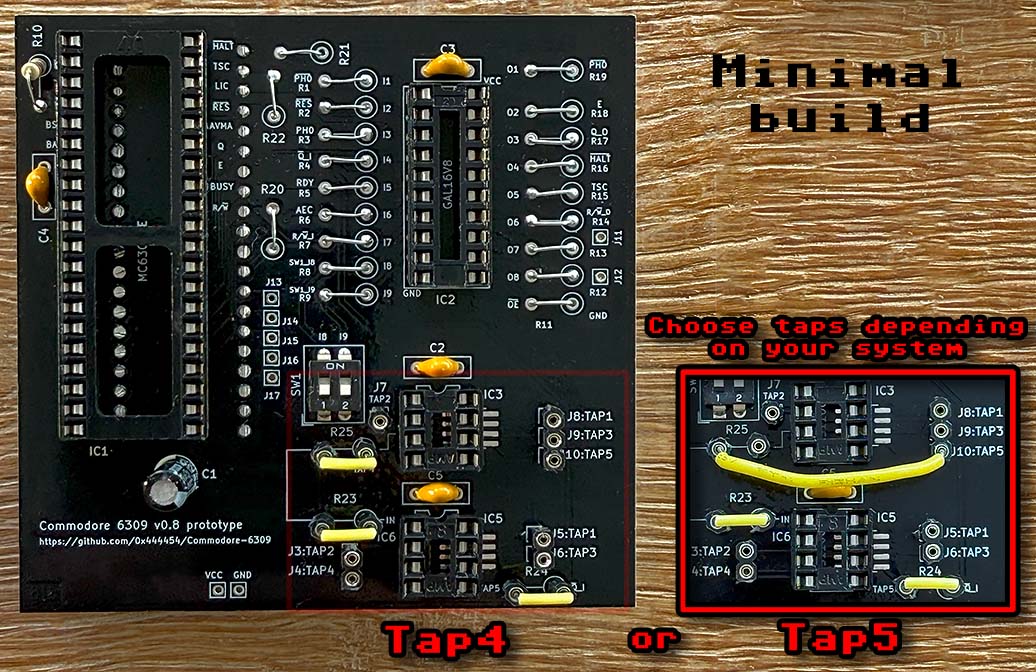 Minimal
build
R10
HALT
TSC
LIC
RES
AVMA
Q
E
BUSY
R/W
BS
BA
C4
MC63
E
IC1
R21
R22
R20
PH0
R1
I1
RES
R2
I2
PH0
R3
I3
Q_I
R4
I4
RDY
R5
I5
AEC
R6
I6
R/W_I
R7
I7
SW1_I8
R8
I8
SW1_I9
R9
I9
C3
VCC
GAL16V8
GND
IC2
O1
PH0
R19
O2
E
R18
O3
Q_O
R17
O4
HALT
R16
O5
TSC
R15
O6
R/W_O
R14
J11
O7
R13
O8
J12
R12
OE
R11
GND
J13
J14
J15
J16
J17
I8 I9
ON
1 2
SW1
J7
TAP2
C2
IC3
R25
J8:TAP1
J9:TAP3
J10:TAP5
C5
R23
IN
IC6
IC5
J3:TAP2
J4:TAP4
J5:TAP1
J6:TAP3
R24
TAP5
C1
Commodore 6309 v0.8 prototype
https://github.com/0x444454/Commodore-6309
VCC GND
Choose taps depending
on your system
1 2
J7
TAP2
IC3
R25
J8:TAP1
J9:TAP3
J10:TAP5
R23
IN
IC6
IC5
J5:TAP1
J6:TAP3
R24
TAP5
Tap4 or Tap5